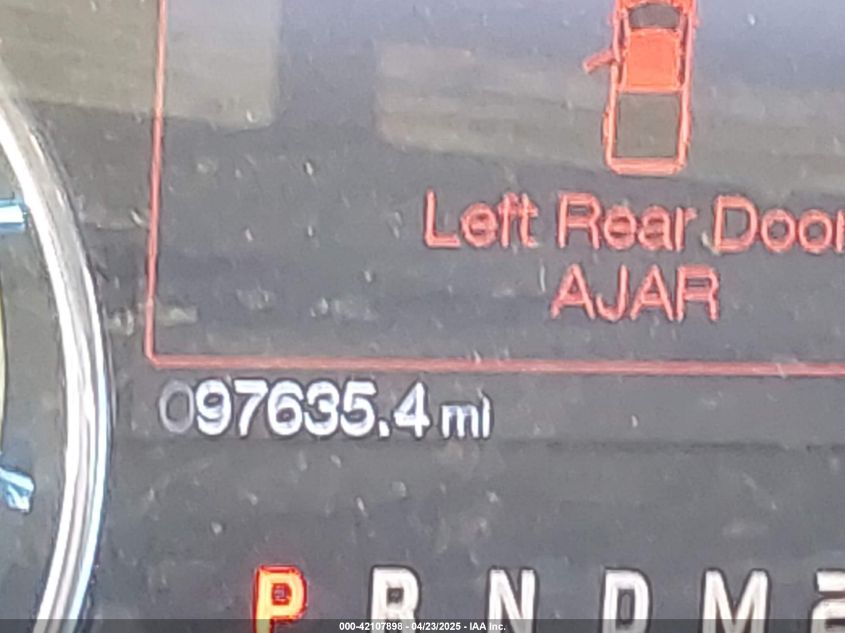 Left Rear Door
AJAR
097635.4 mi
P R N D M
000-42107898 - 04/23/2025 - IAA Inc.